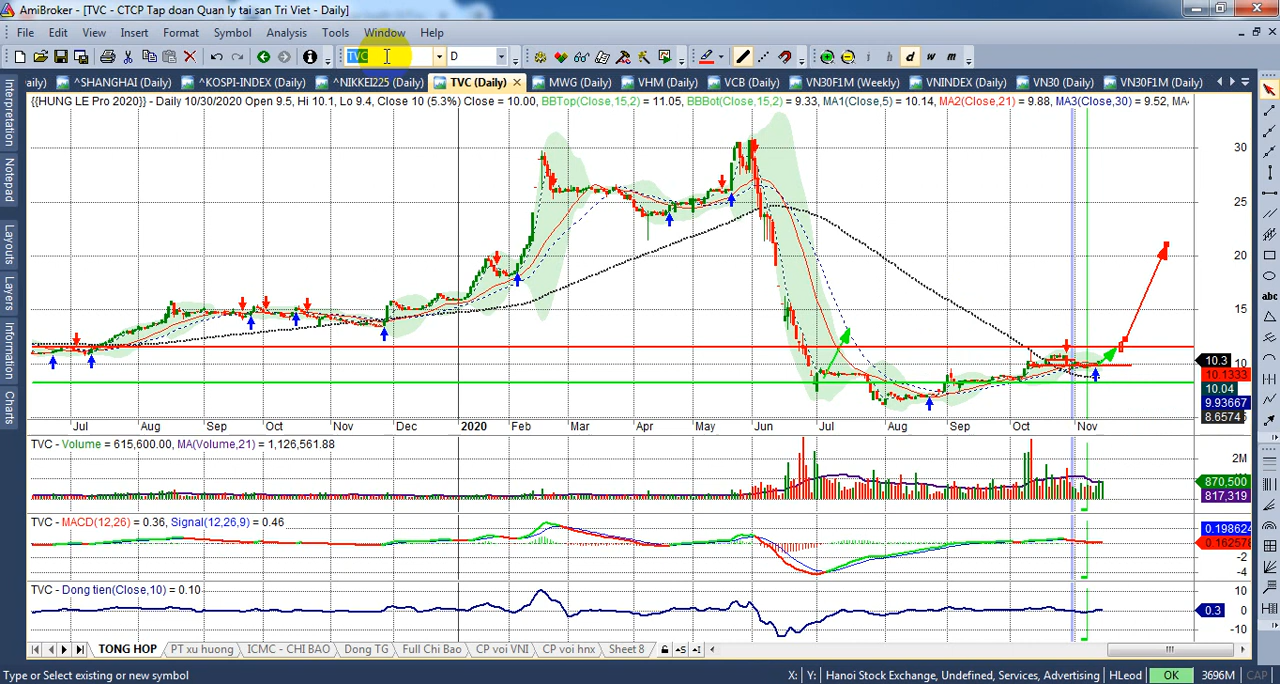 AmiBroker - [TVC - CTCP Tap doan Quan ly tai san Tri Viet - Daily]
File Edit View Insert Format Symbol Analysis Tools Window Help
TVC D i h d w m
aily) ^SHANGHAI (Daily) ^KOSPI-INDEX (Daily) ^NIKKEI225 (Daily) TVC (Daily) MWG (Daily) VHM (Daily) VCB (Daily) VN30F1M (Weekly) VNINDEX (Daily) VN30 (Daily) VN30F1M (Daily)
{{HUNG LE Pro 2020}} - Daily 10/30/2020 Open 9.5, Hi 10.1, Lo 9.4, Close 10 (5.3%) Close = 10.00, BBTop(Close,15,2) = 11.05, BBBot(Close,15,2) = 9.33, MA1(Close,5) = 10.14, MA2(Close,21) = 9.88, MA3(Close,30) = 9.52, MA
Interpretation
Notepad
Layouts
Layers
Information
Charts
abc
30
25
20
15
10
10.3
10.1333
10.04
9.93667
8.6574
Jul Aug Sep Oct Nov Dec 2020 Feb Mar Apr May Jun Jul Aug Sep Oct Nov
TVC - Volume = 615,600.00, MA(Volume,21) = 1,126,561.88
2M
870,500
817,319
TVC - MACD(12,26) = 0.36, Signal(12,26,9) = 0.46
0.198624
0.162578
-2
-4
TVC - Dong tien(Close,10) = 0.10
10
0.3
0
-10
TONG HOP PT xu huong ICMC - CHI BAO Dong TG Full Chi Bao CP voi VNI CP voi hnx Sheet 8
Type or Select existing or new symbol X: Y: Hanoi Stock Exchange, Undefined, Services, Advertising HLeod OK 3696M CAP